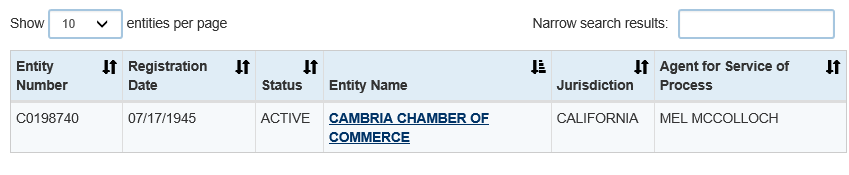 Show 10 entities per page Narrow search results:
Entity Number Registration Date Status Entity Name Jurisdiction Agent for Service of Process
C0198740 07/17/1945 ACTIVE CAMBRIA CHAMBER OF COMMERCE CALIFORNIA MEL MCCOLLOCH